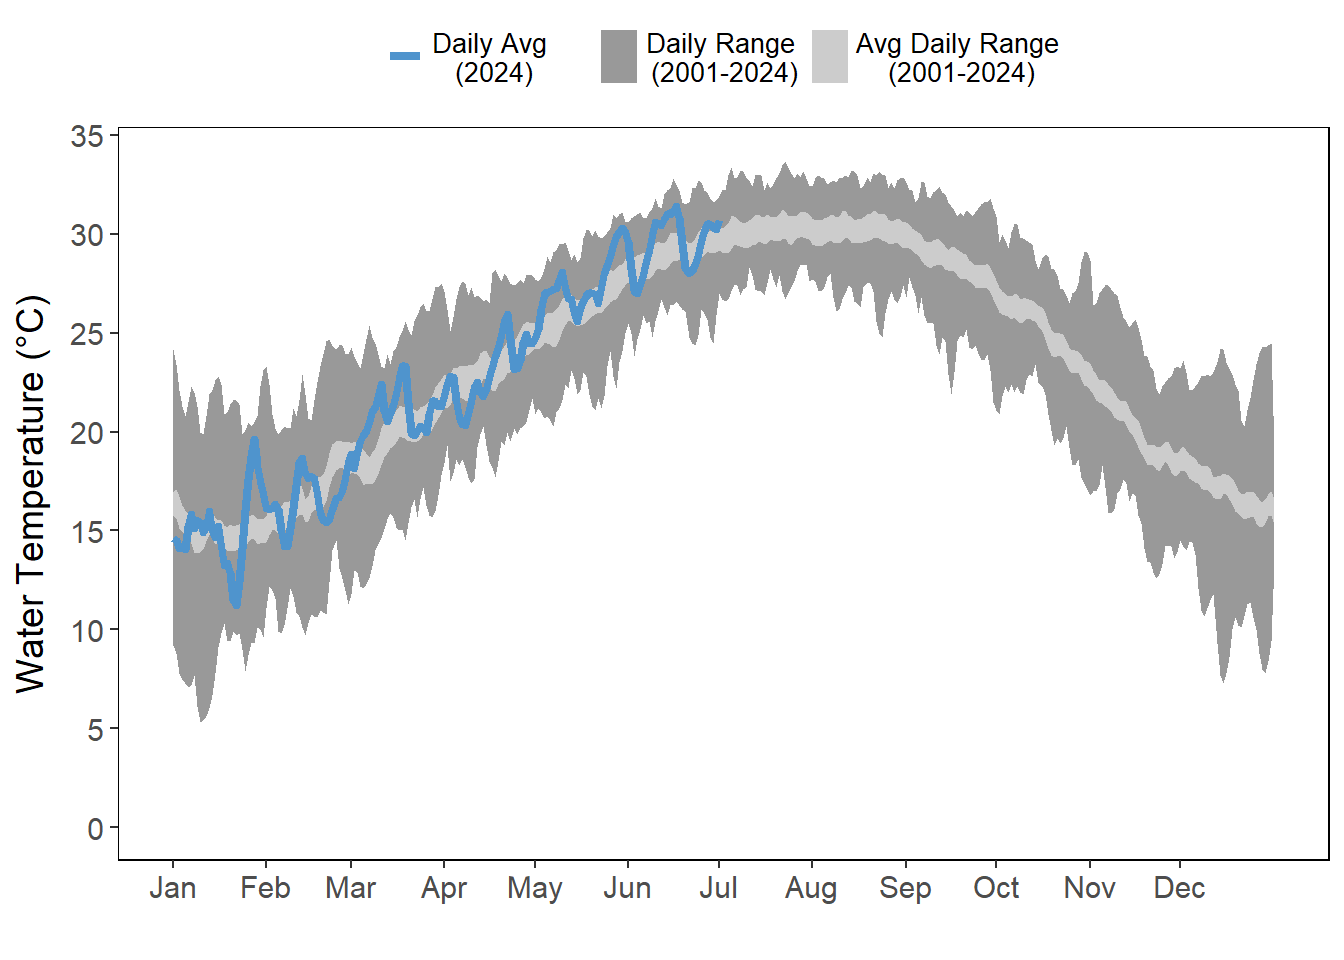 Daily Avg
(2024)
Daily Range
(2001-2024)
Avg Daily Range
(2001-2024)
Water Temperature (°C)
35
30
25
20
15
10
5
0
Jan
Feb
Mar
Apr
May
Jun
Jul
Aug
Sep
Oct
Nov
Dec